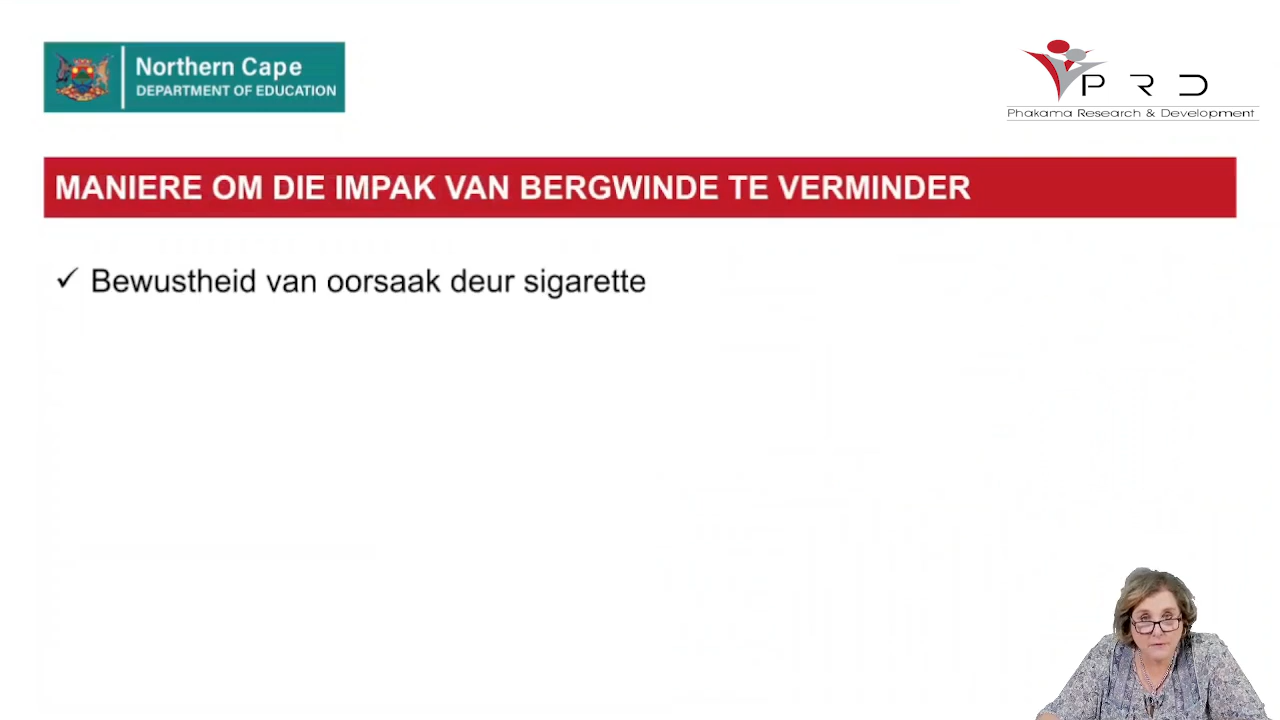 Northern Cape
DEPARTMENT OF EDUCATION
P R D
Phakama Research & Development
MANIERE OM DIE IMPAK VAN BERGWINDE TE VERMINDER
✓ Bewustheid van oorsaak deur sigarette